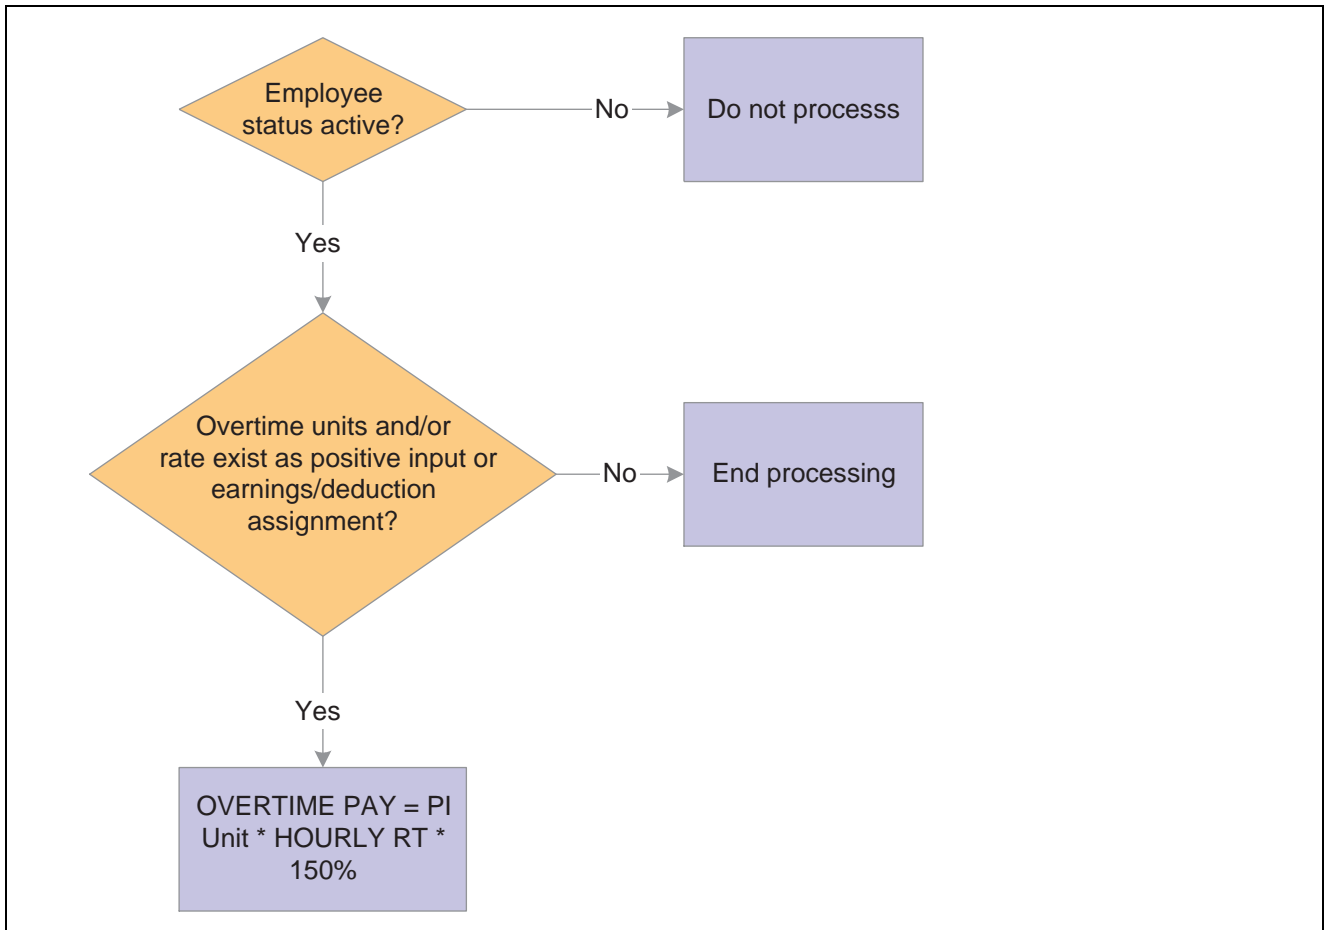 Employee
status active?
No
Do not processs
Yes
Overtime units and/or
rate exist as positive input or
earnings/deduction
assignment?
No
End processing
Yes
OVERTIME PAY = PI
Unit * HOURLY RT *
150%